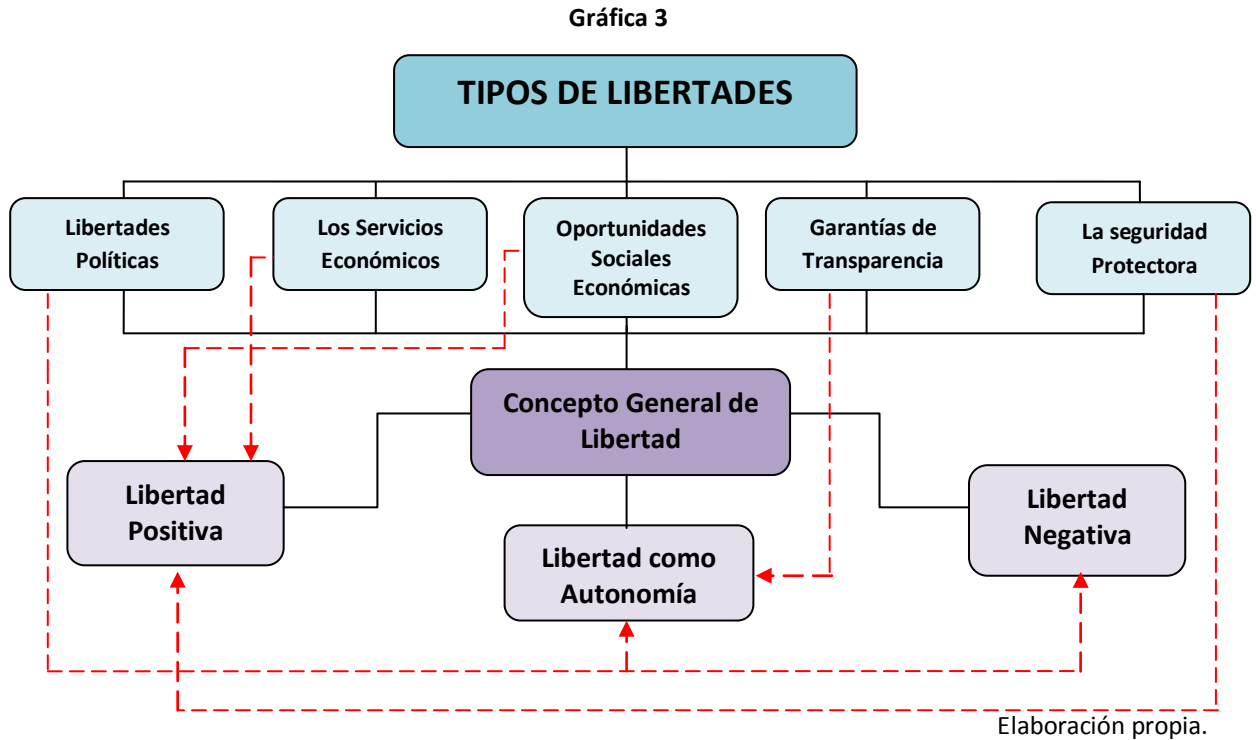 Gráfica 3
TIPOS DE LIBERTADES
Libertades
Políticas
Los Servicios
Económicos
Oportunidades
Sociales
Económicas
Garantías de
Transparencia
La seguridad
Protectora
Concepto General de
Libertad
Libertad
Positiva
Libertad como
Autonomía
Libertad
Negativa
Elaboración propia.